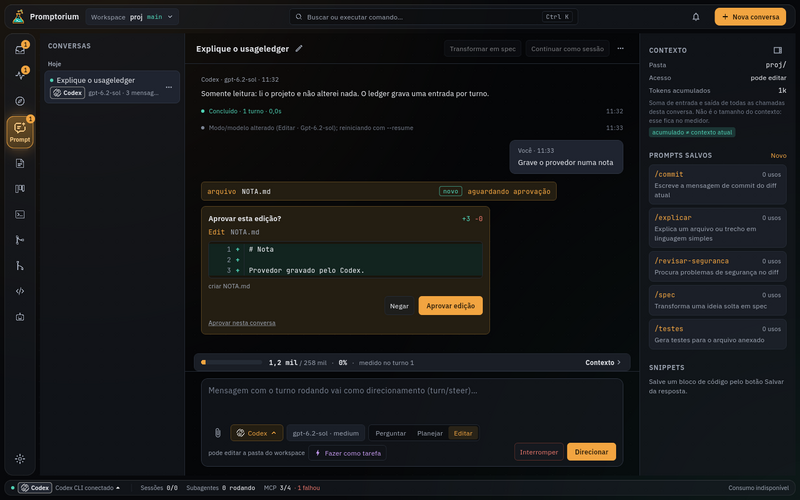 Promptorium
Workspace proj main
Buscar ou executar comando...
Ctrl K
+ Nova conversa
1
1
1
Prompt
CONVERSAS
Hoje
Explique o usageledger
Codex gpt-6.2-sol · 3 mensag...
Explique o usageledger
Transformar em spec
Continuar como sessão
Codex · gpt-6.2-sol · 11:32
Somente leitura: li o projeto e não alterei nada. O ledger grava uma entrada por turno.
Concluído · 1 turno · 0,0s 11:32
Modo/modelo alterado (Editar · Gpt-6.2-sol); reiniciando com --resume 11:33
Você · 11:33
Grave o provedor numa nota
arquivo NOTA.md novo aguardando aprovação
Aprovar esta edição? +3 -0
Edit NOTA.md
1 + # Nota
2 +
3 + Provedor gravado pelo Codex.
criar NOTA.md
Negar
Aprovar edição
Aprovar nesta conversa
1,2 mil / 258 mil · 0% · medido no turno 1
Contexto
Mensagem com o turno rodando vai como direcionamento (turn/steer)...
Codex
gpt-6.2-sol · medium
Perguntar
Planejar
Editar
pode editar a pasta do workspace
Fazer como tarefa
Interromper
Direcionar
CONTEXTO
Pasta proj/
Acesso pode editar
Tokens acumulados 1k
Soma de entrada e saída de todas as chamadas
desta conversa. Não é o tamanho do contexto:
esse fica no medidor.
acumulado ≠ contexto atual
PROMPTS SALVOS Novo
/commit 0 usos
Escreve a mensagem de commit do diff
atual
/explicar 0 usos
Explica um arquivo ou trecho em
linguagem simples
/revisar-seguranca 0 usos
Procura problemas de segurança no diff
/spec 0 usos
Transforma uma ideia solta em spec
/testes 0 usos
Gera testes para o arquivo anexado
SNIPPETS
Salve um bloco de código pelo botão Salvar
da resposta.
Codex Codex CLI conectado
Sessões 0/0
Subagentes 0 rodando
MCP 3/4 · 1 falhou
Consumo indisponível